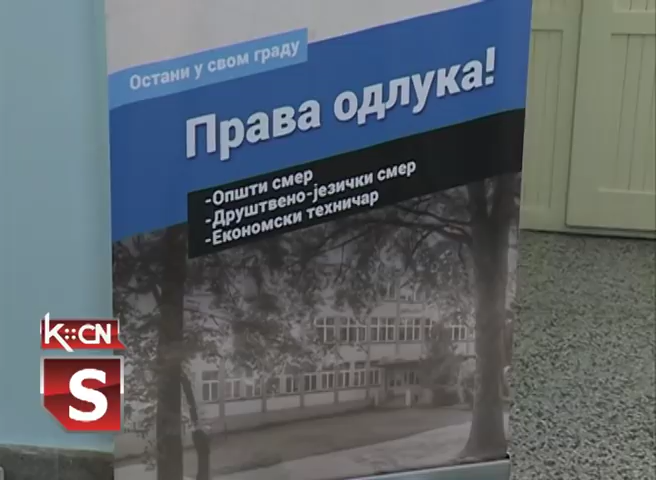 Остани у свом граду
Права одлука!
-Општи смер
-Друштвено-језички смер
-Економски техничар
K::CN
S